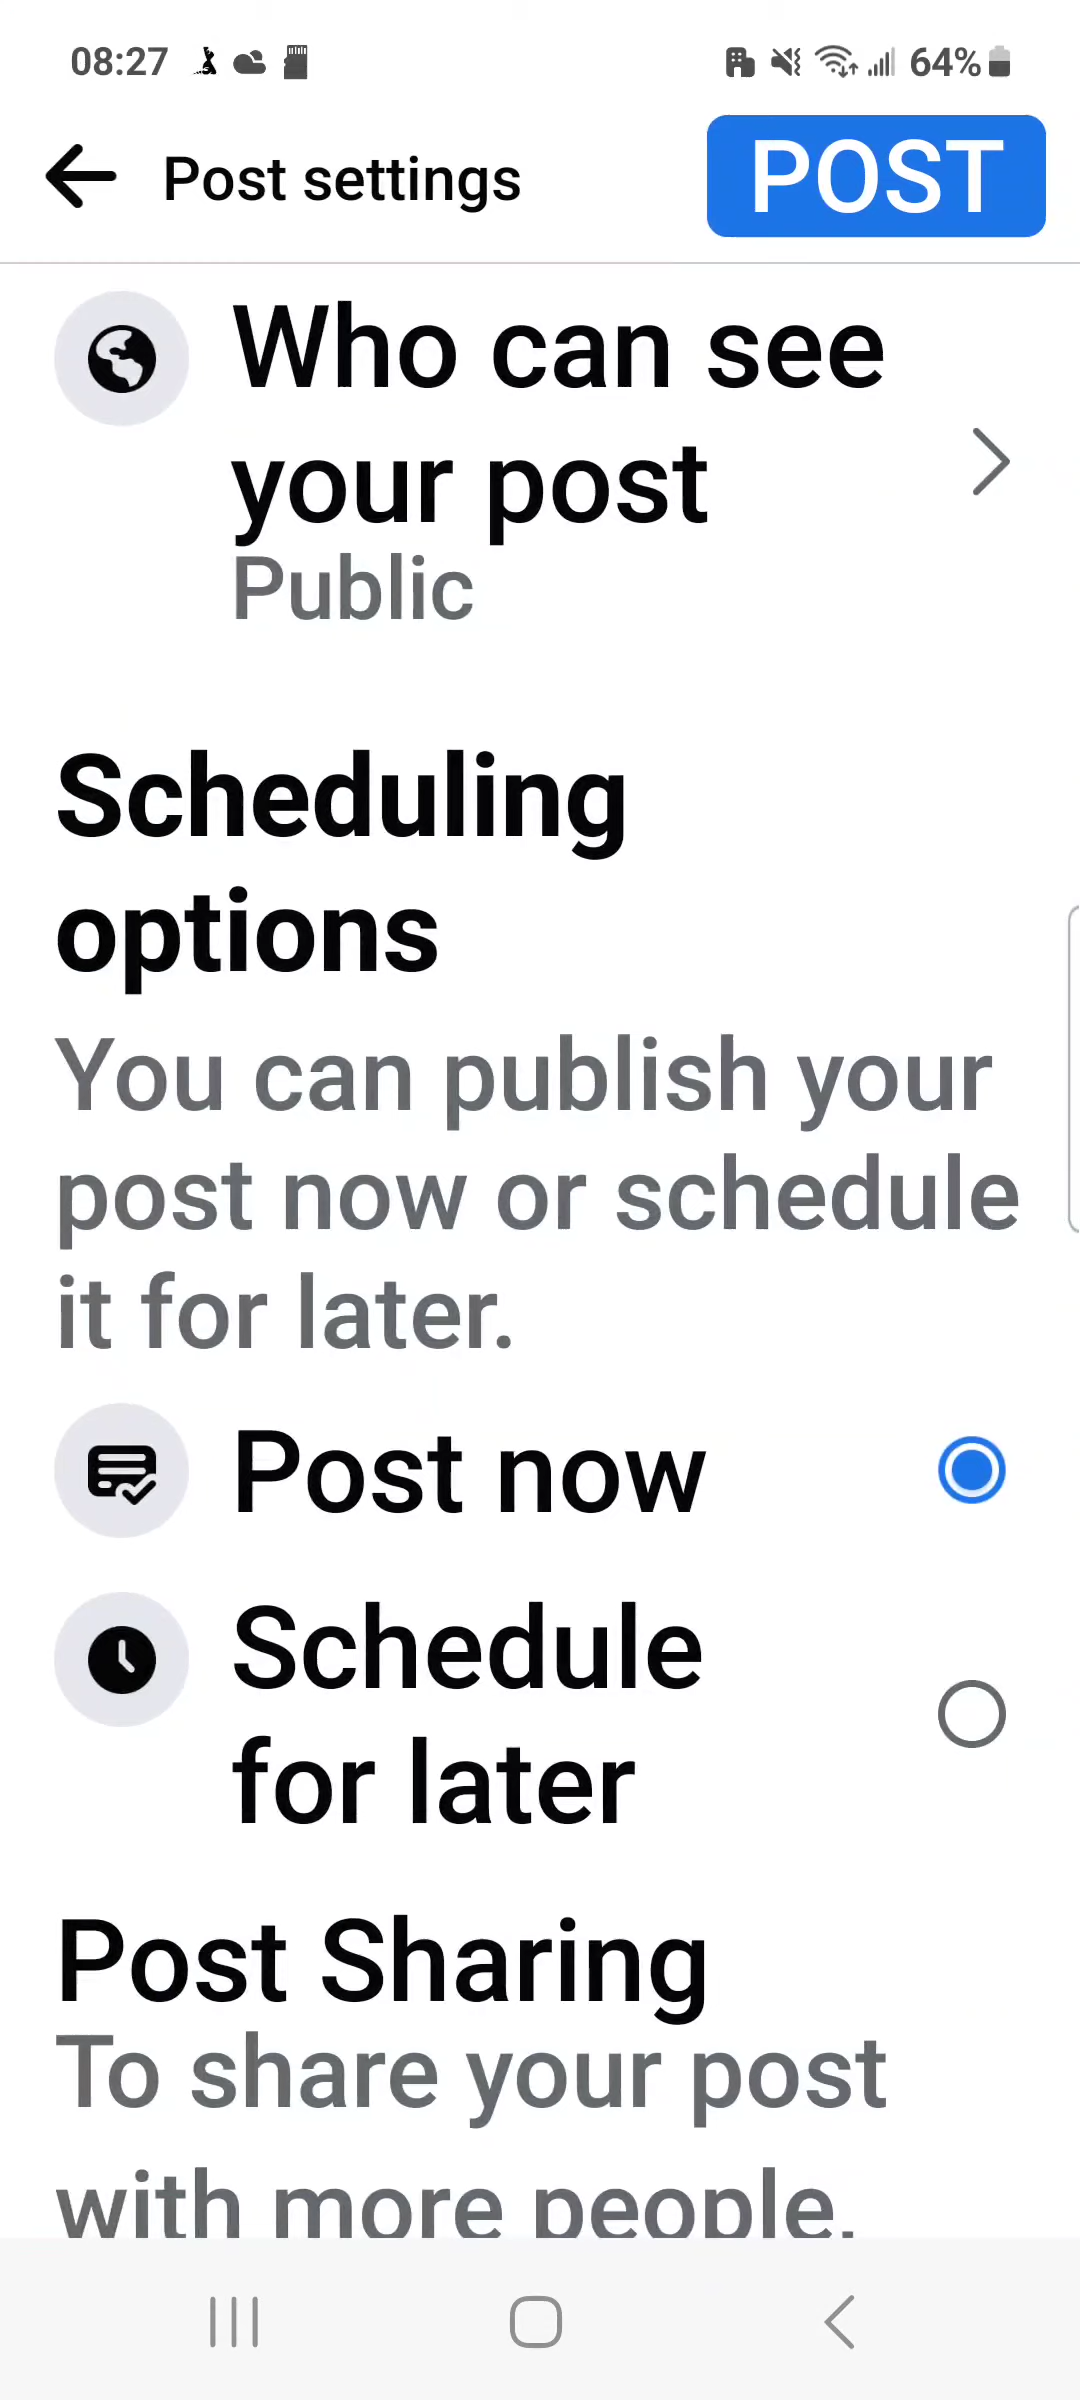 08:27
64%
Post settings
POST
Who can see
your post
Public
Scheduling
options
You can publish your
post now or schedule
it for later.
Post now
Schedule
for later
Post Sharing
To share your post
with more people,